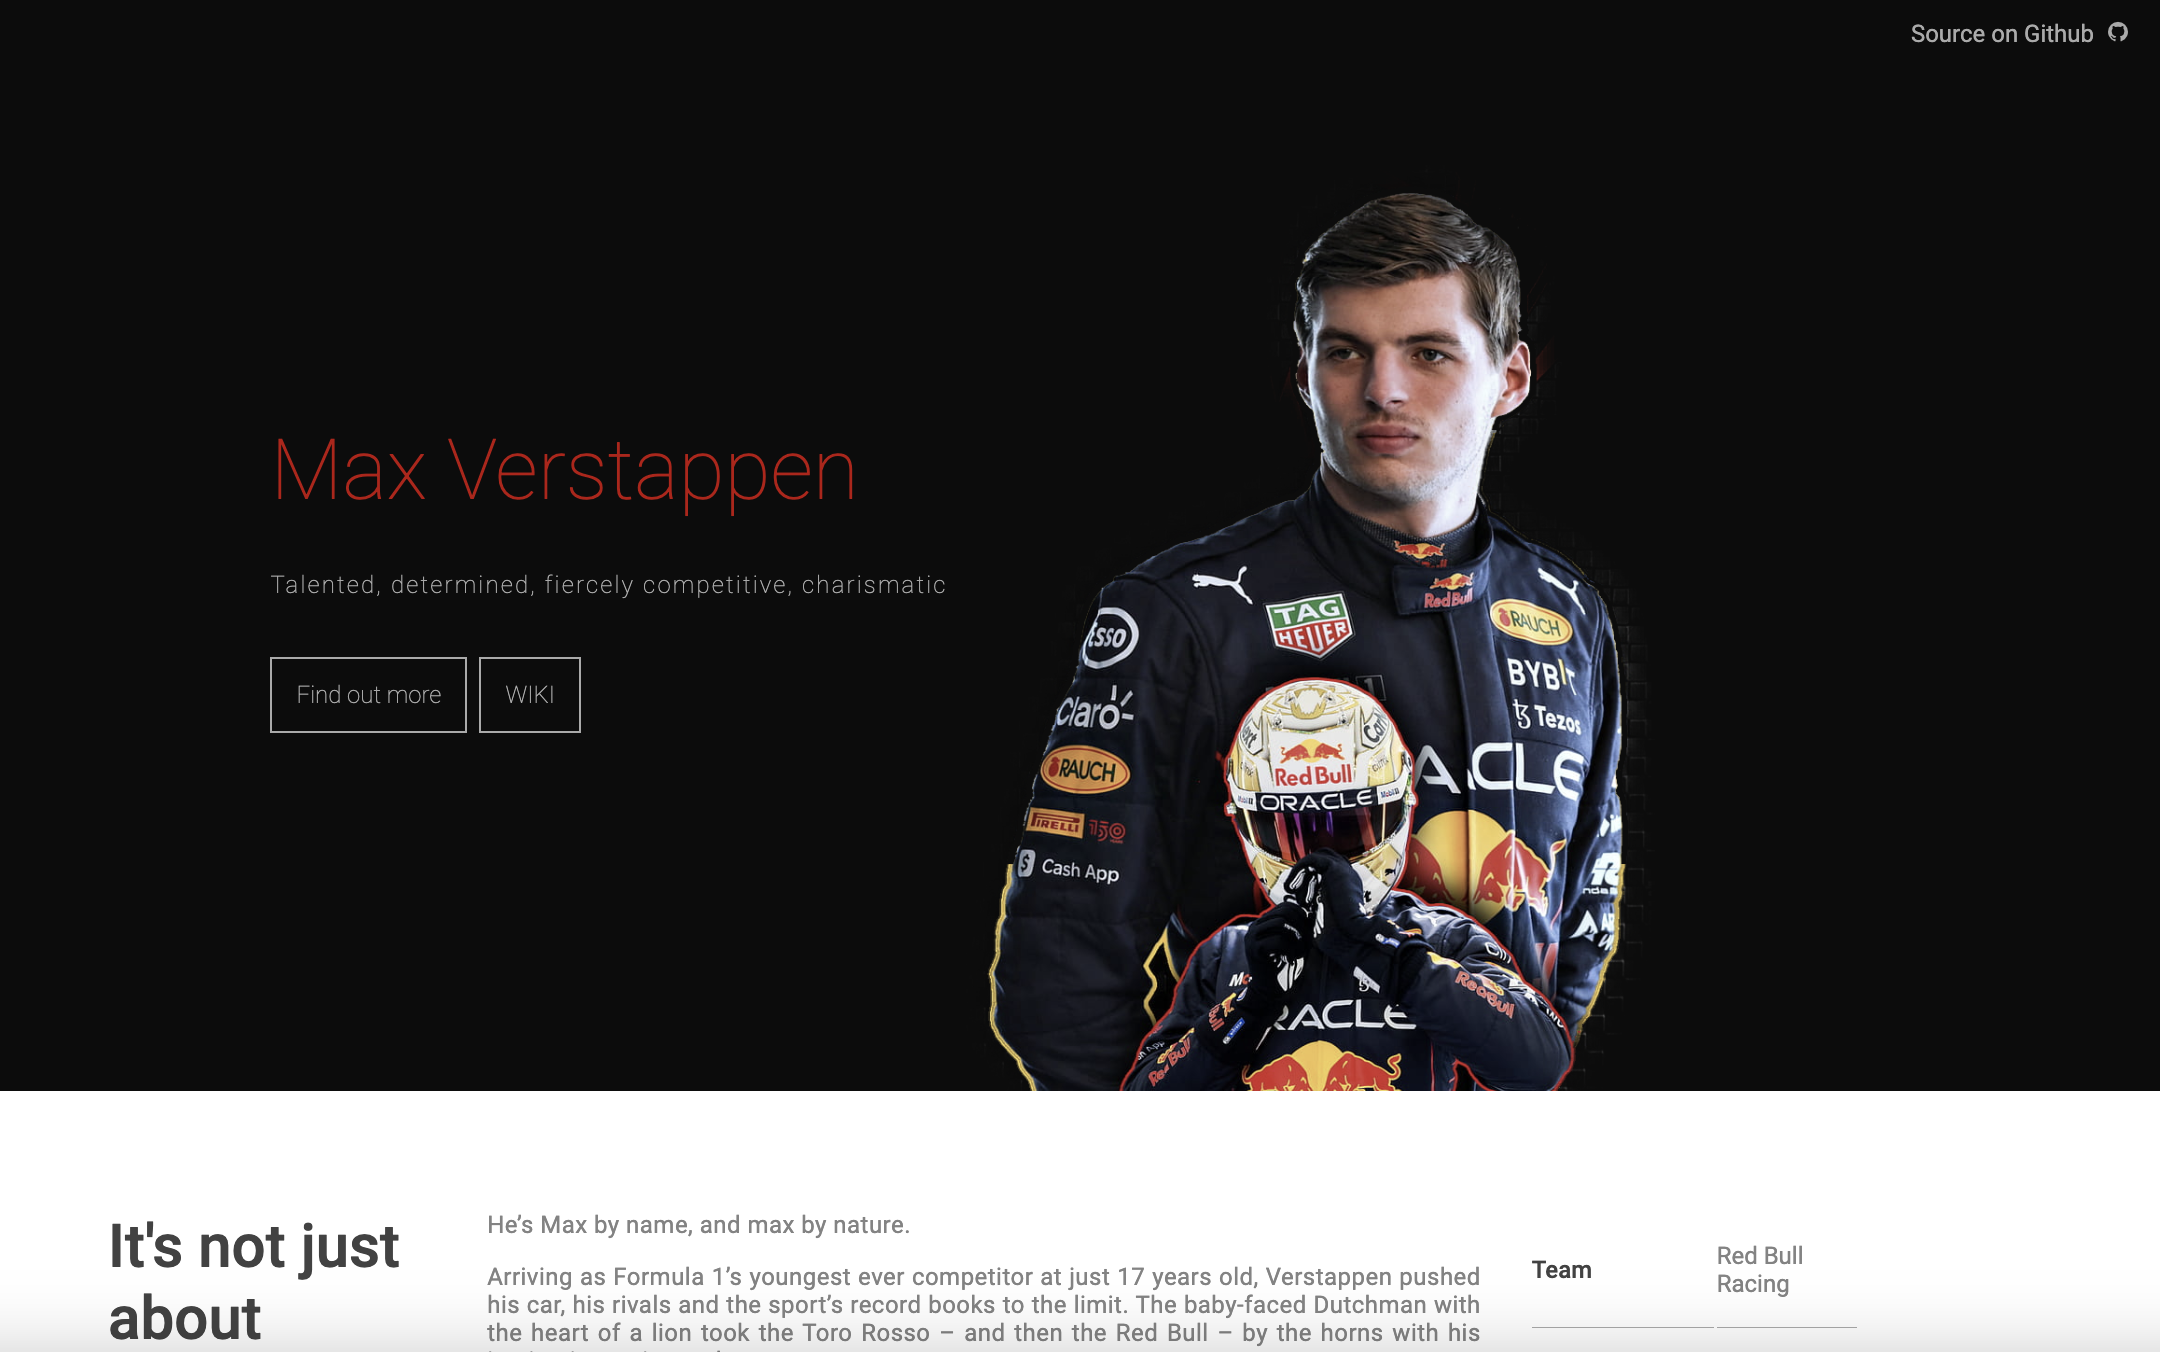 Source on Github
Max Verstappen
Talented, determined, fiercely competitive, charismatic
Find out more
WIKI
Red Bull
TAG
HEUER
RAUCH
Esso
BYBIT
Claro
Tezos
ORACLE
RAUCH
Red Bull
ORACLE
PIRELLI
150
Cash App
Red Bull
RACLE
Red Bull
It's not just
about
He’s Max by name, and max by nature.
Arriving as Formula 1’s youngest ever competitor at just 17 years old, Verstappen pushed
his car, his rivals and the sport’s record books to the limit. The baby-faced Dutchman with
the heart of a lion took the Toro Rosso – and then the Red Bull – by the horns with his
Team
Red Bull
Racing